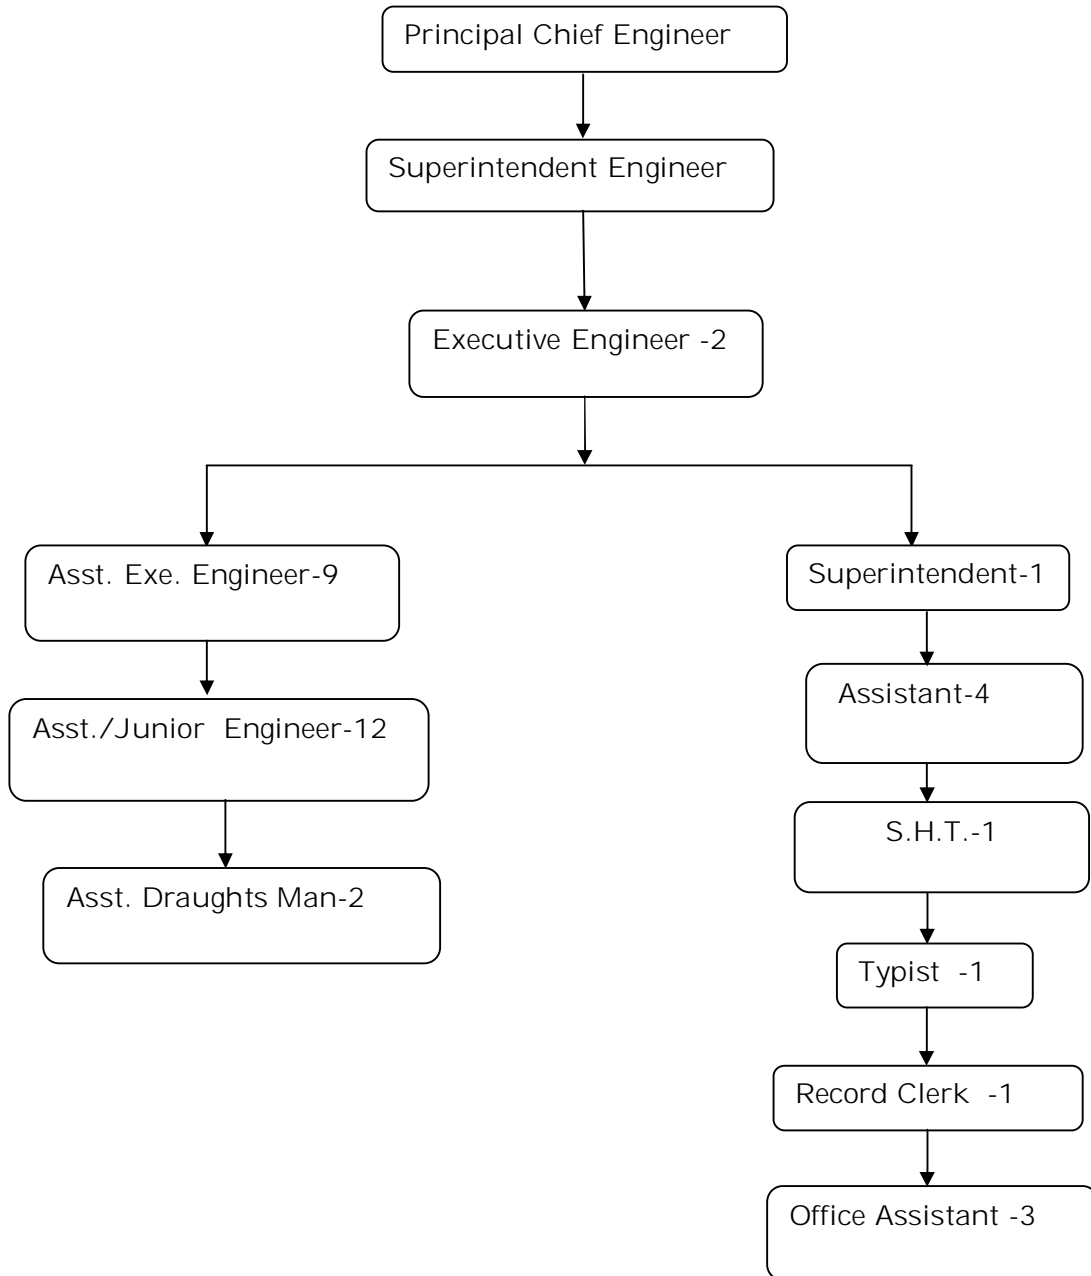 Principal Chief Engineer
Superintendent Engineer
Executive Engineer -2
Asst. Exe. Engineer-9
Asst./Junior Engineer-12
Asst. Draughts Man-2
Superintendent-1
Assistant-4
S.H.T.-1
Typist -1
Record Clerk -1
Office Assistant -3